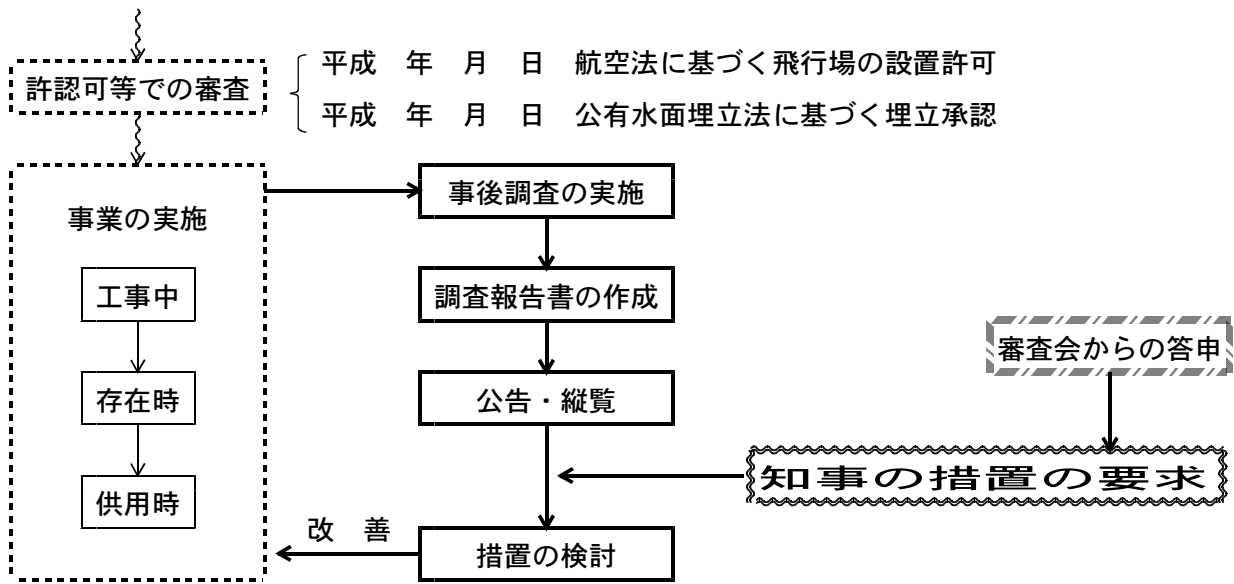 平成　年　月　日　航空法に基づく飛行場の設置許可
許認可等での審査
平成　年　月　日　公有水面埋立法に基づく埋立承認
事業の実施
工事中
存在時
供用時
事後調査の実施
調査報告書の作成
公告・縦覧
審査会からの答申
知事の措置の要求
措置の検討
改　善